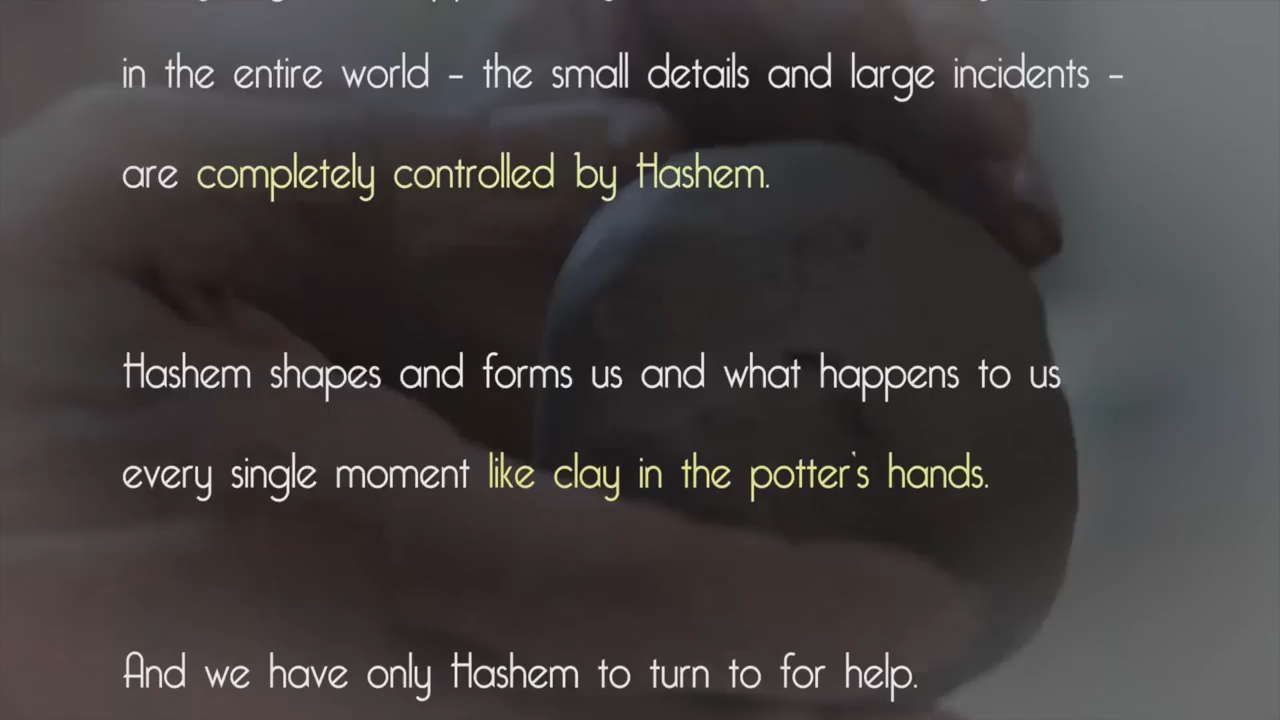 in the entire world – the small details and large incidents –
are completely controlled by Hashem.
Hashem shapes and forms us and what happens to us
every single moment like clay in the potter's hands.
And we have only Hashem to turn to for help.